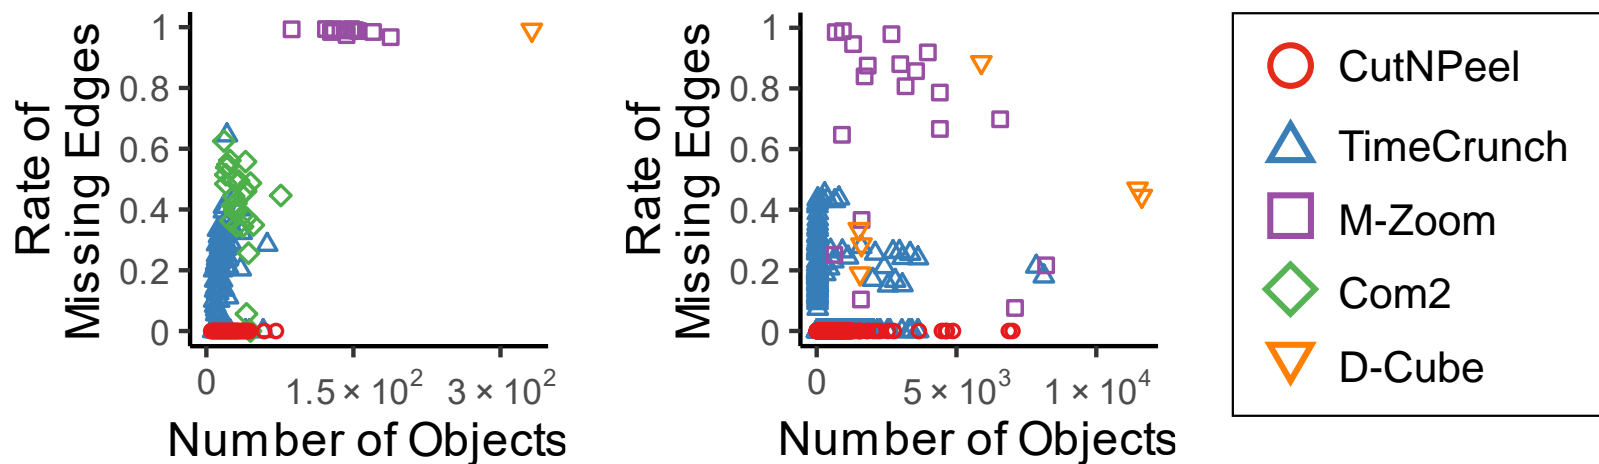 Rate of
Missing Edges
1
0.8
0.6
0.4
0.2
0
0
1.5 × 10²
3 × 10²
Number of Objects
Rate of
Missing Edges
1
0.8
0.6
0.4
0.2
0
0
5 × 10³
1 × 10⁴
Number of Objects
CutNPeel
TimeCrunch
M-Zoom
Com2
D-Cube